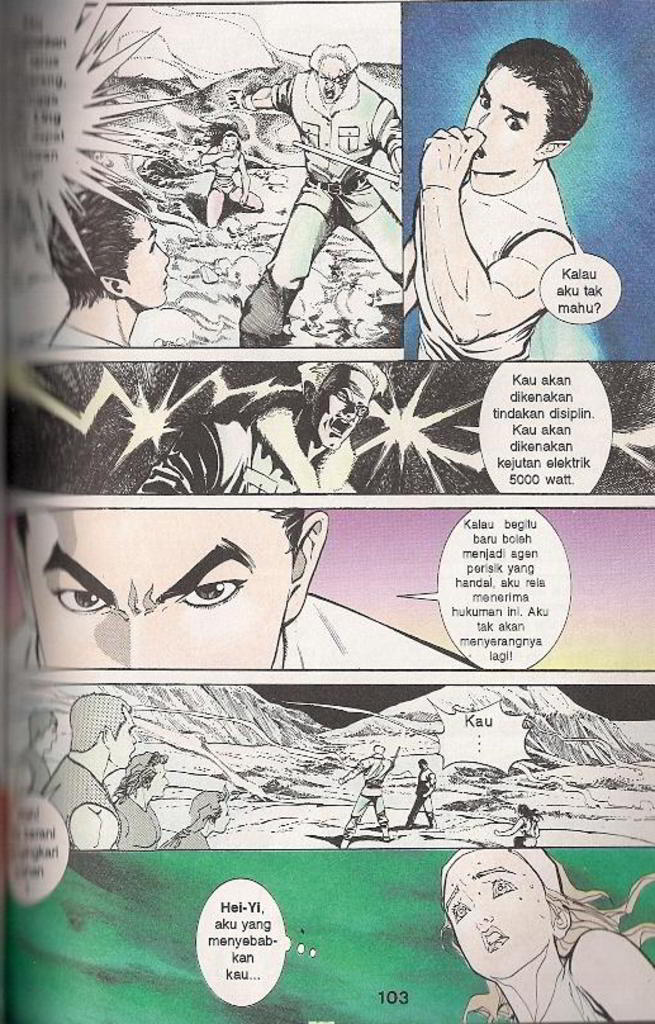 Kalau
aku tak
mahu?
Kau akan
dikenakan
tindakan disiplin.
Kau akan
dikenakan
kejutan elektrik
5000 watt.
Kalau begitu
baru boleh
menjadi agen
perisik yang
handal, aku rela
menerima
hukuman ini. Aku
tak akan
menyerangnya
lagi!
Kau
...
Hei-Yi,
aku yang
menyebab-
kan
kau...
103